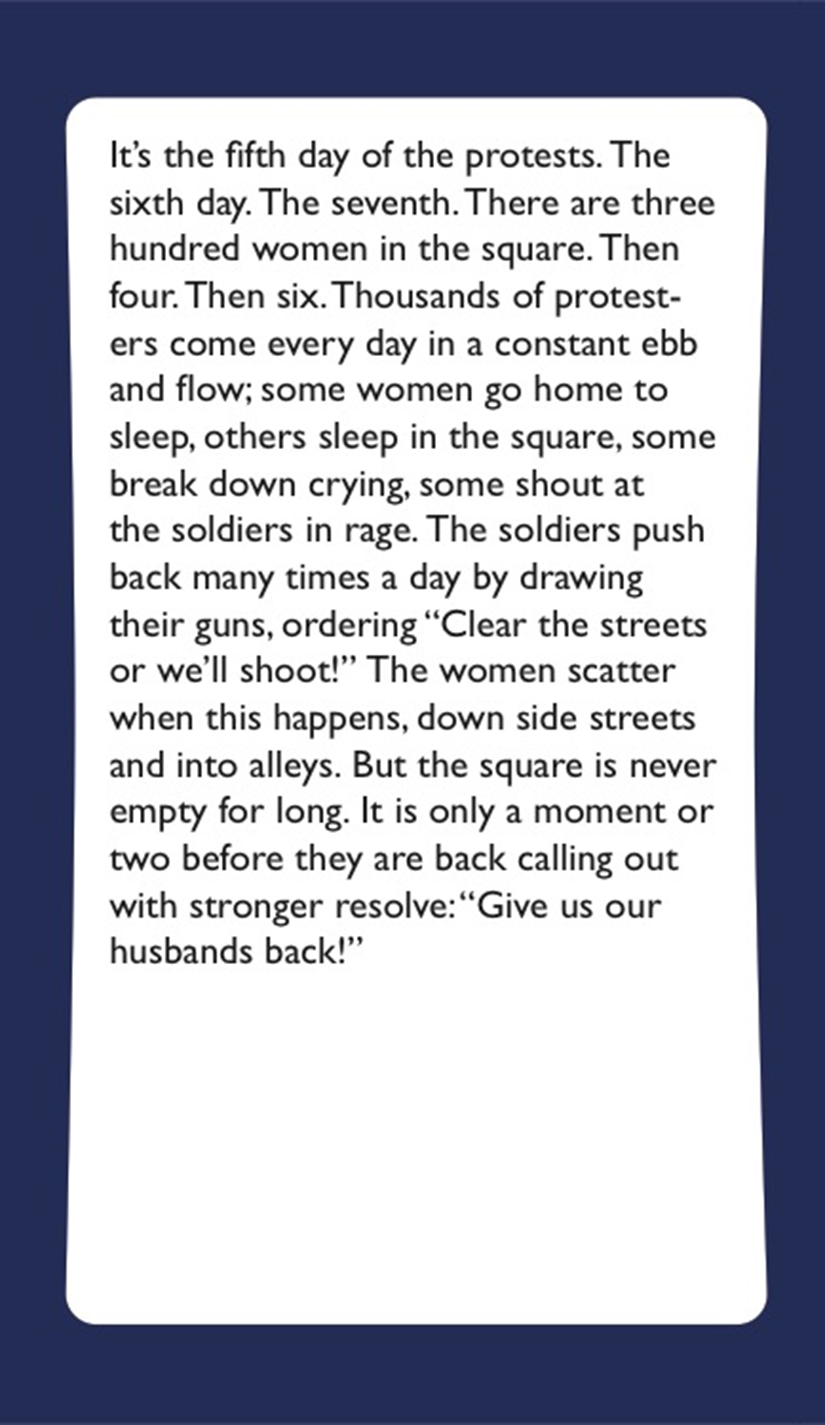 It’s the fifth day of the protests. The
sixth day. The seventh. There are three
hundred women in the square. Then
four. Then six. Thousands of protest-
ers come every day in a constant ebb
and flow; some women go home to
sleep, others sleep in the square, some
break down crying, some shout at
the soldiers in rage. The soldiers push
back many times a day by drawing
their guns, ordering “Clear the streets
or we’ll shoot!” The women scatter
when this happens, down side streets
and into alleys. But the square is never
empty for long. It is only a moment or
two before they are back calling out
with stronger resolve: “Give us our
husbands back!”